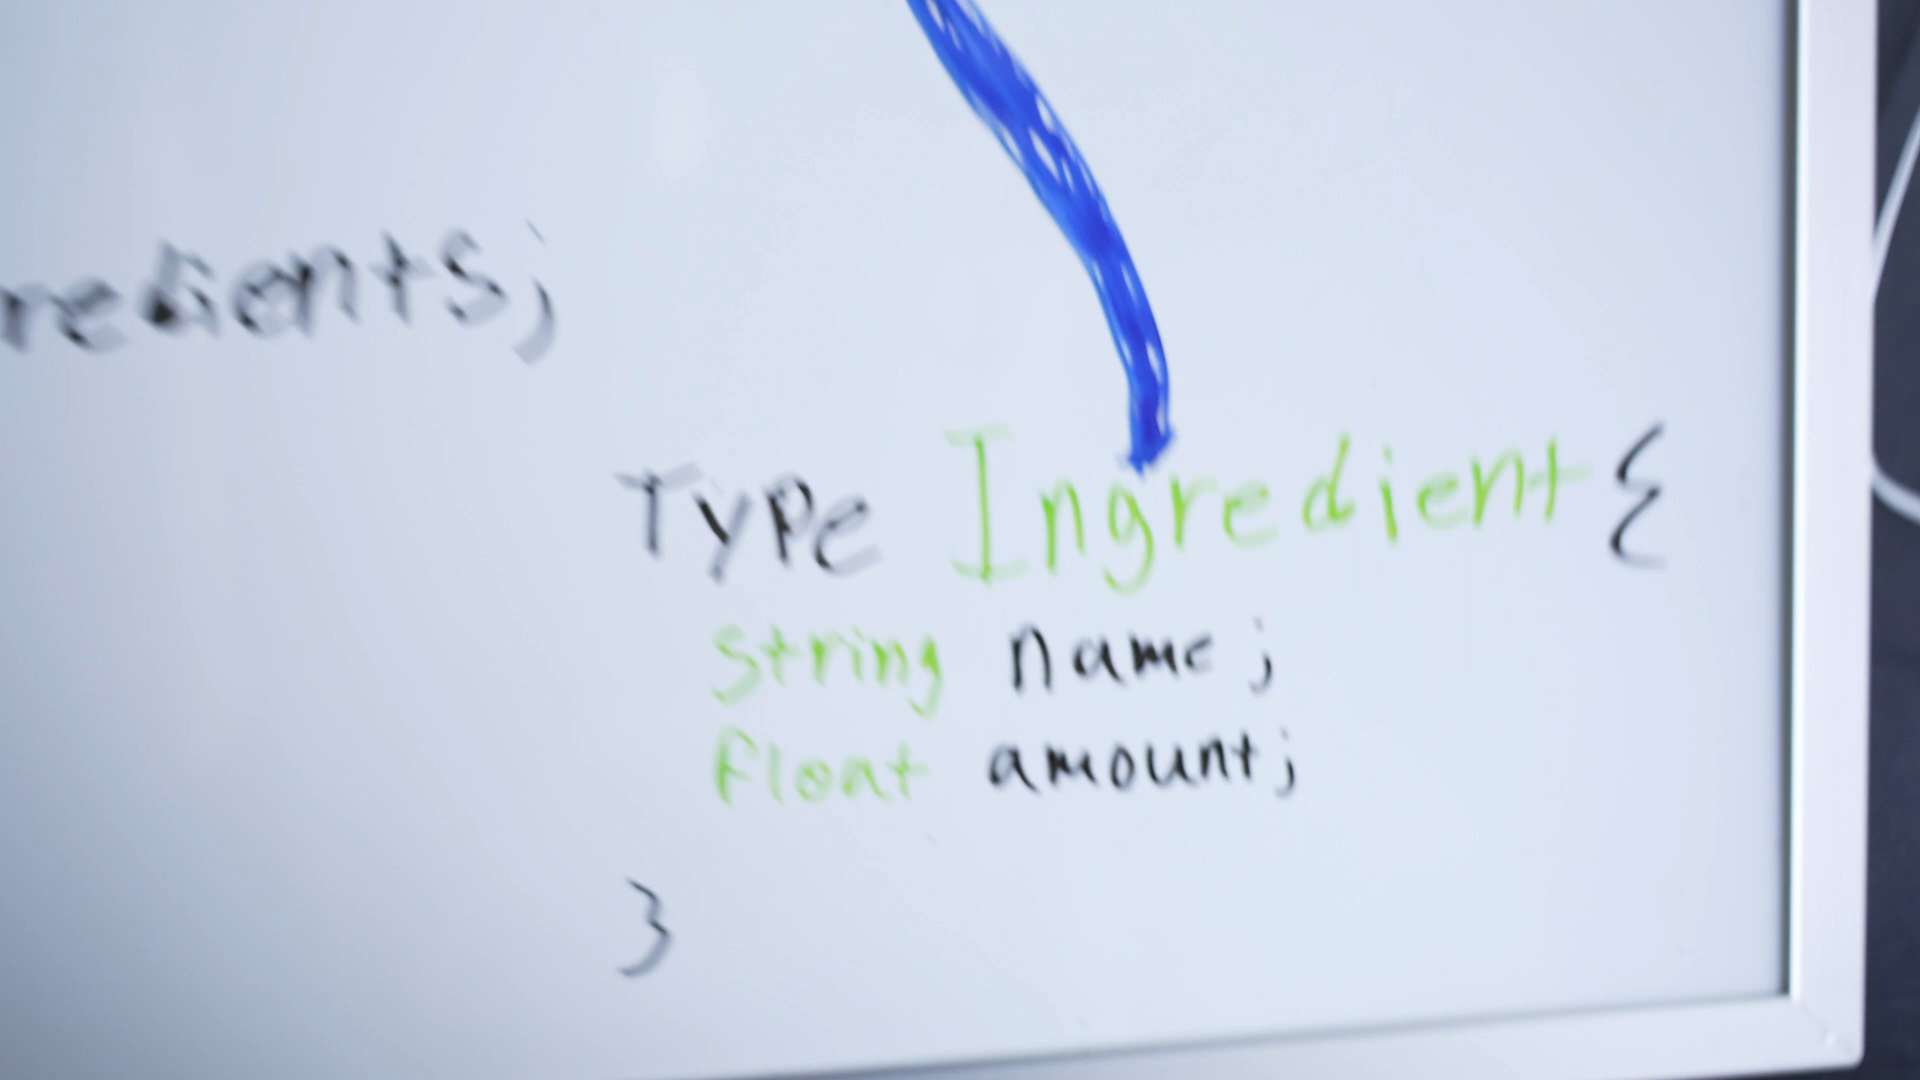 redients;
Type Ingredient {
string name;
float amount;
}